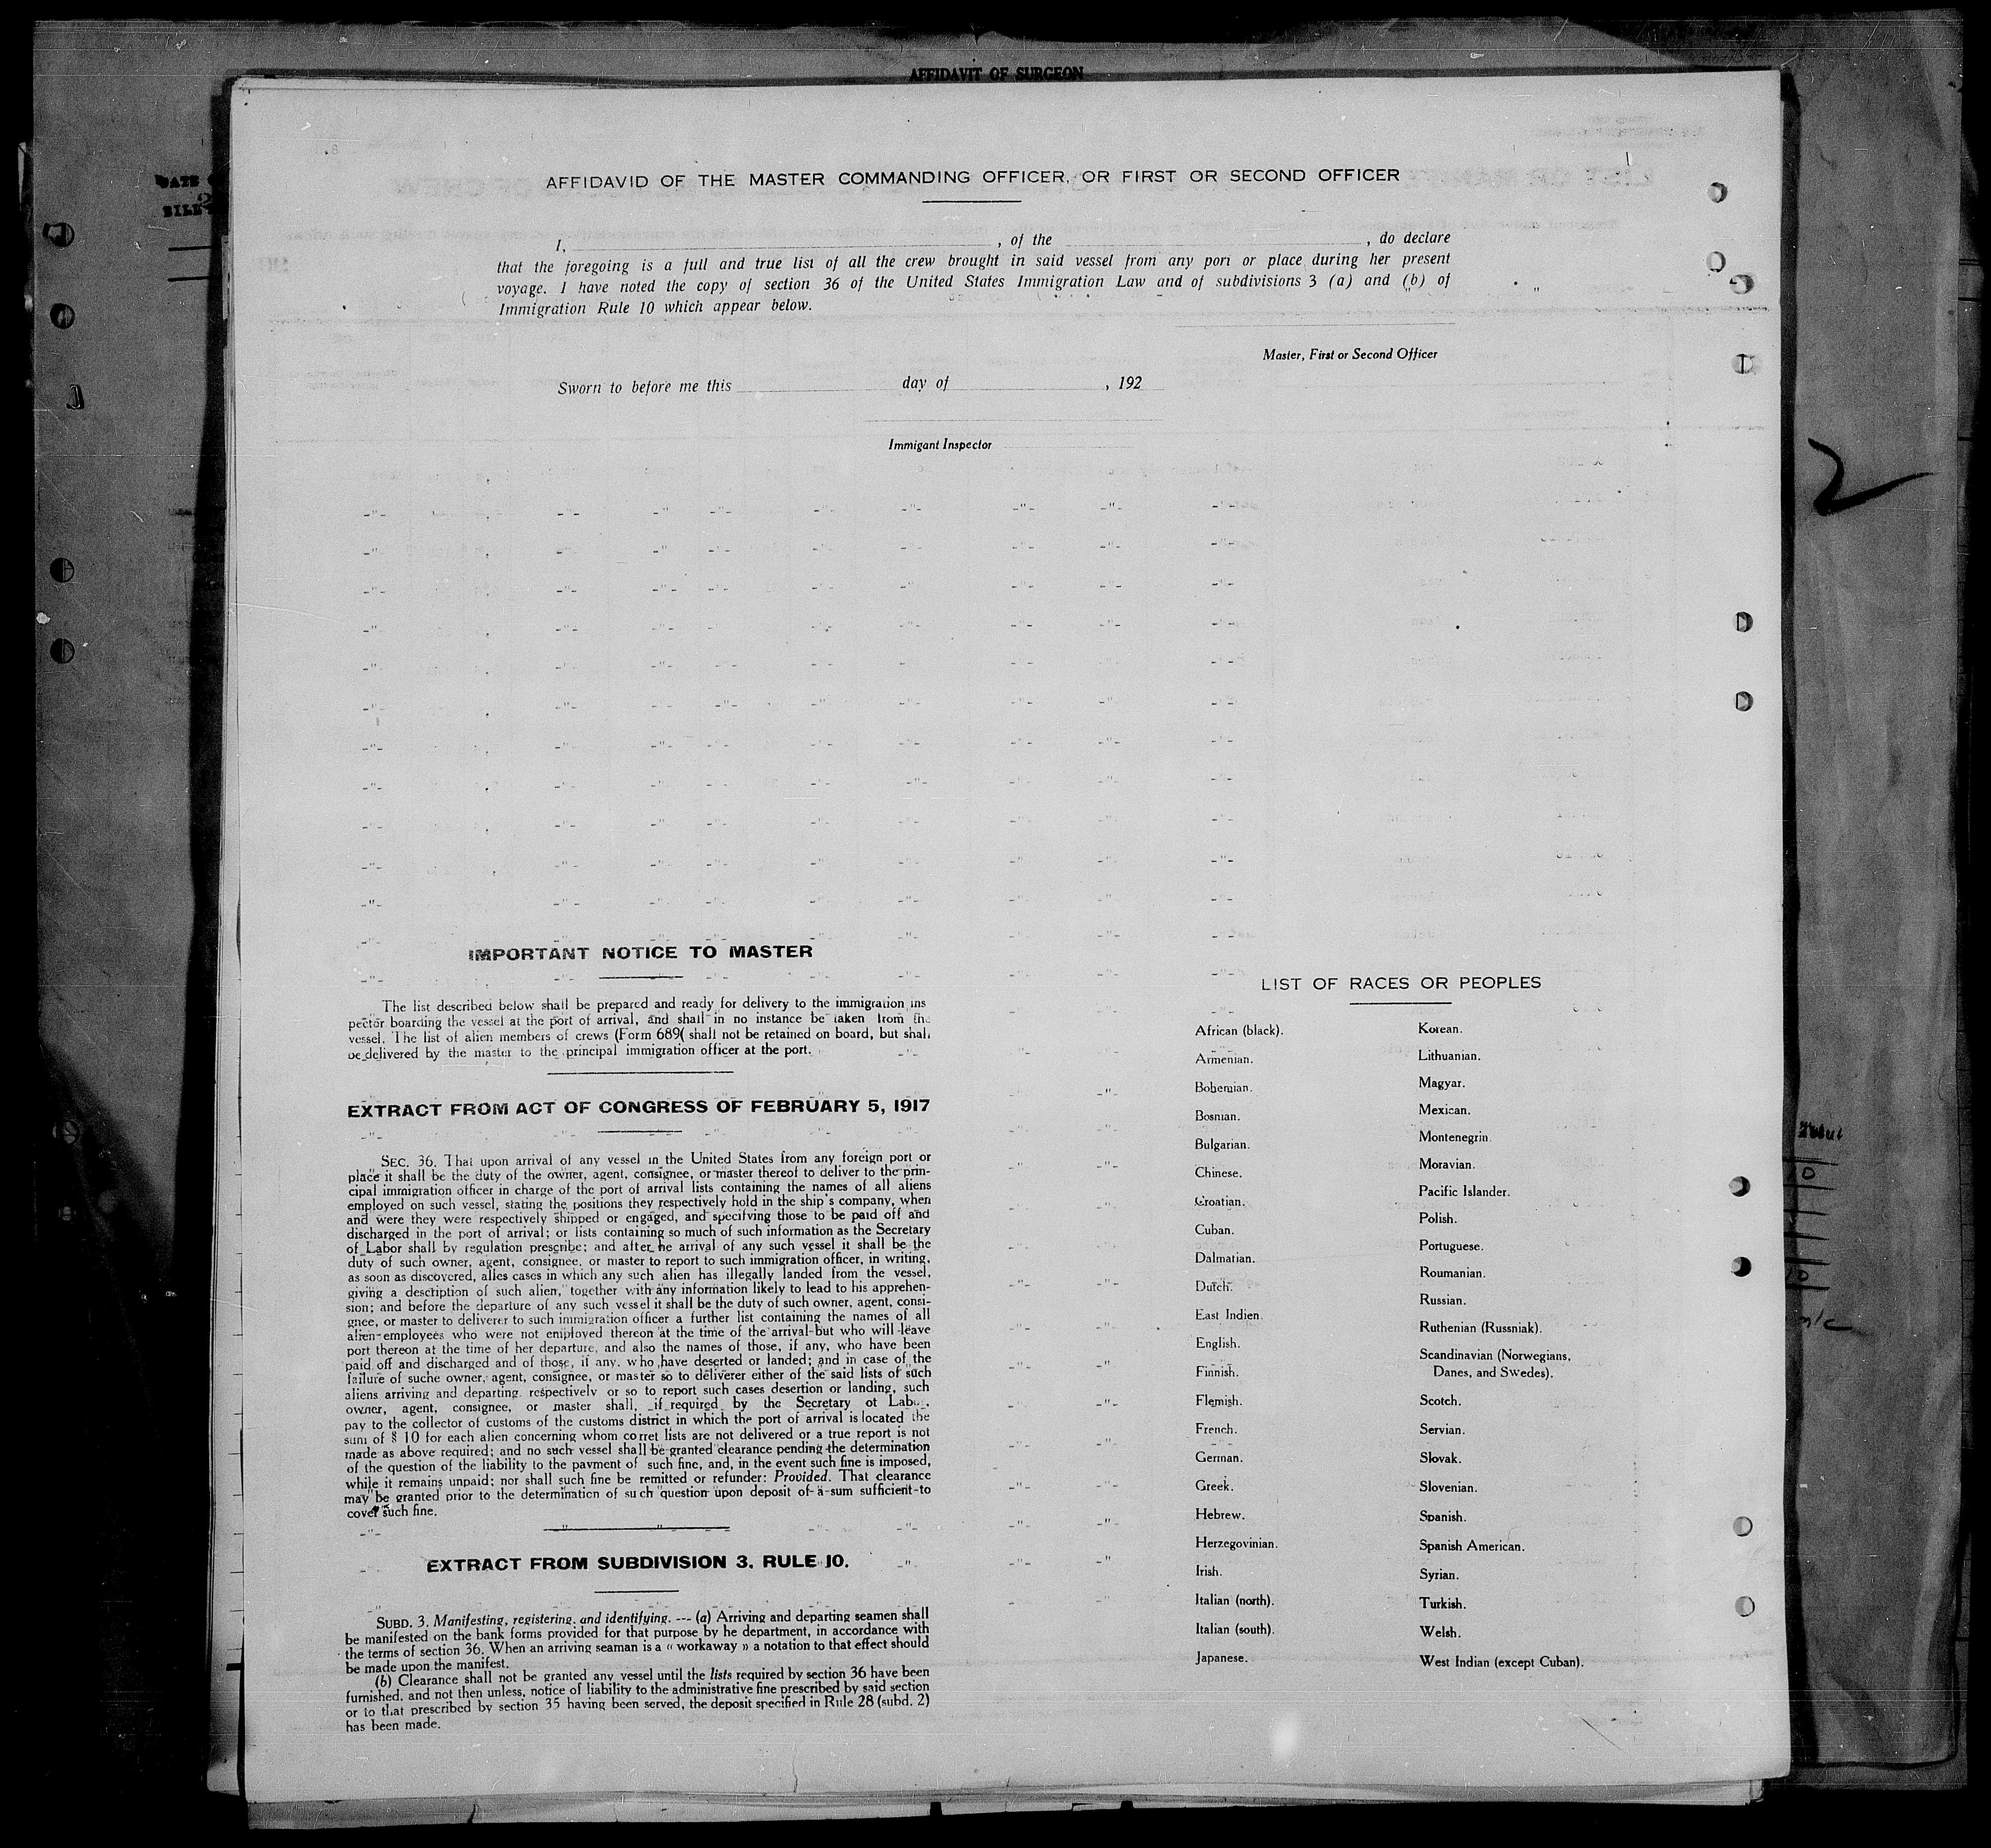 AFFIDAVIT OF SURGEON
AFFIDAVID OF THE MASTER COMMANDING OFFICER, OR FIRST OR SECOND OFFICER
I, , of the , do declare
that the foregoing is a full and true list of all the crew brought in said vessel from any pori or place during her present
voyage. I have noted the copy of section 36 of the United States Immigration Law and of subdivisions 3 (a) and (b) of
Immigration Rule 10 which appear below.
Master, First or Second Officer
Sworn to before me this day of , 192
Immigant Inspector
2
IMPORTANT NOTICE TO MASTER
The list described below shall be prepared and ready for delivery to the immigration ins
pector boarding the vessel at the port of arrival, and shall in no instance be taken from the
vessel. The list of alien members of crews (Form 689( shall not be retained on board, but shall
be delivered by the master to the principal immigration officer at the port.
EXTRACT FROM ACT OF CONGRESS OF FEBRUARY 5, 1917
SEC. 36. That upon arrival of any vessel in the United States from any foreign port or
place it shall be the duty of the owner, agent, consignee, or master thereof to deliver to the prin-
cipal immigration officer in charge of the port of arrival lists containing the names of all aliens
employed on such vessel, stating the positions they respectively hold in the ship's company, when
and were they were respectively shipped or engaged, and specifying those to be paid off and
discharged in the port of arrival; or lists containing so much of such information as the Secretary
of Labor shall by regulation prescribe; and after he arrival of any such vessel it shall be the
duty of such owner, agent, consignee, or master to report to such immigration officer, in writing,
as soon as discovered, alles cases in which any such alien has illegally landed from the vessel,
giving a description of such alien, together with any information likely to lead to his apprehen-
sion; and before the departure of any such vessel it shall be the duty of such owner, agent, consi-
gnee, or master to deliverer to such immigration officer a further list containing the names of all
alien employees who were not employed thereon at the time of the arrival but who will leave
port thereon at the time of her departure, and also the names of those, if any, who have been
paid off and discharged and of those, if any, who have deserted or landed; and in case of the
failure of suche owner, agent, consignee, or master so to deliverer either of the said lists of such
aliens arriving and departing, respectively or so to report such cases desertion or landing, such
owner, agent, consignee, or master shall, if required by the Secretary ot Labor,
pay to the collector of customs of the customs district in which the port of arrival is located the
sum of $ 10 for each alien concerning whom corret lists are not delivered or a true report is not
made as above required; and no such vessel shall be granted clearance pending the determination
of the question of the liability to the payment of such fine, and, in the event such fine is imposed,
while it remains unpaid; nor shall such fine be remitted or refunder: Provided. That clearance
may be granted prior to the determination of such question upon deposit of a sum sufficient to
cover such fine.
EXTRACT FROM SUBDIVISION 3, RULE 10.
SUBD. 3. Manifesting, registering, and identifying. --- (a) Arriving and departing seamen shall
be manifested on the bank forms provided for that purpose by he department, in accordance with
the terms of section 36. When an arriving seaman is a « workaway » a notation to that effect should
be made upon the manifest.
(b) Clearance shall not be granted any vessel until the lists required by section 36 have been
furnished, and not then unless, notice of liability to the administrative fine prescribed by said section
or to that prescribed by section 35 having been served, the deposit specified in Rule 28 (subd. 2)
has been made.
LIST OF RACES OR PEOPLES
African (black).
Armenian.
Bohemian.
Bosnian.
Bulgarian.
Chinese.
Croatian.
Cuban.
Dalmatian.
Dutch.
East Indien.
English.
Finnish.
Flemish.
French.
German.
Greek.
Hebrew.
Herzegovinian.
Irish.
Italian (north).
Italian (south).
Japanese.
Korean.
Lithuanian.
Magyar.
Mexican.
Montenegrin.
Moravian.
Pacific Islander.
Polish.
Portuguese.
Roumanian.
Russian.
Ruthenian (Russniak).
Scandinavian (Norwegians,
Danes, and Swedes).
Scotch.
Servian.
Slovak.
Slovenian.
Spanish.
Spanish American.
Syrian.
Turkish.
Welsh.
West Indian (except Cuban).